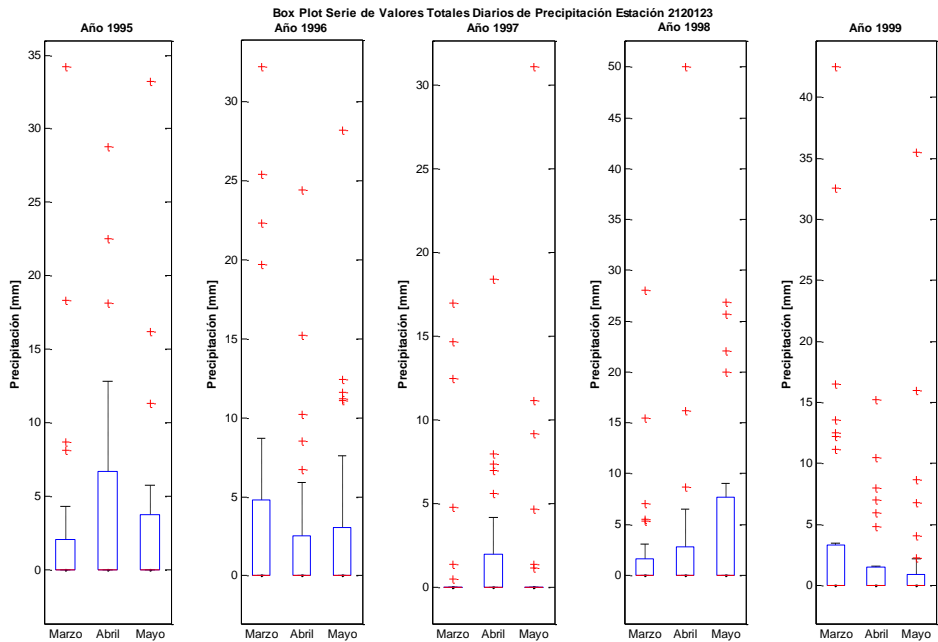 Box Plot Serie de Valores Totales Diarios de Precipitación Estación 2120123
Año 1995
Año 1996
Año 1997
Año 1998
Año 1999
Precipitación [mm]
35
30
25
20
15
10
5
0
Marzo Abril Mayo
Precipitación [mm]
30
25
20
15
10
5
0
Marzo Abril Mayo
Precipitación [mm]
30
25
20
15
10
5
0
Marzo Abril Mayo
Precipitación [mm]
50
45
40
35
30
25
20
15
10
5
0
Marzo Abril Mayo
Precipitación [mm]
40
35
30
25
20
15
10
5
0
Marzo Abril Mayo